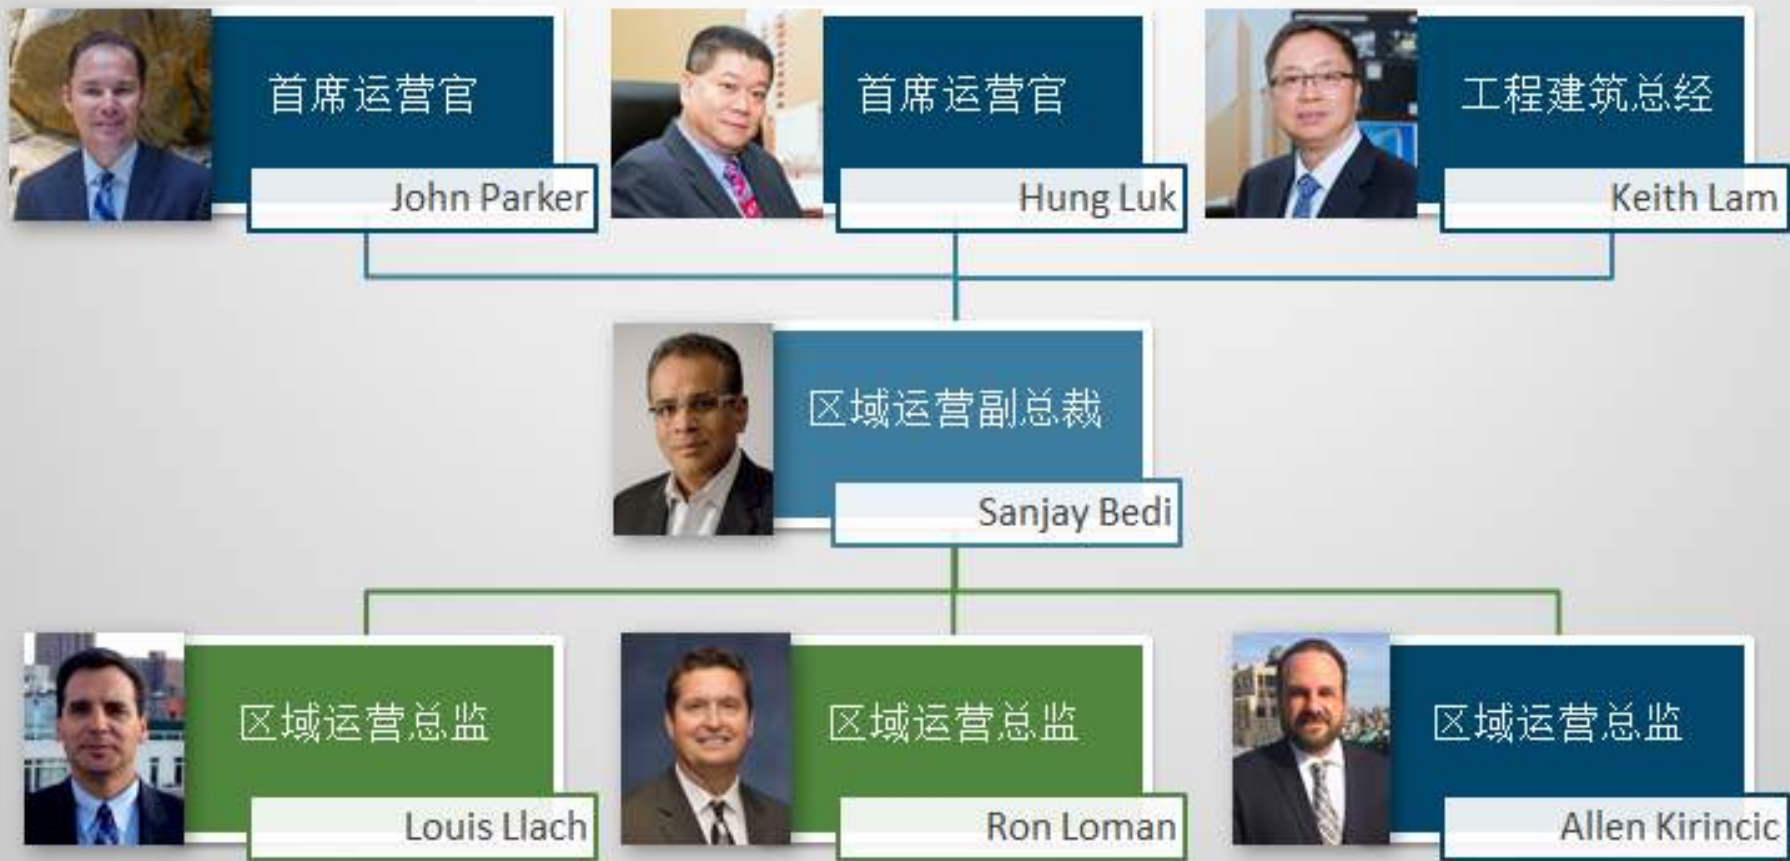 首席运营官
John Parker
首席运营官
Hung Luk
工程建筑总经
Keith Lam
区域运营副总裁
Sanjay Bedi
区域运营总监
Louis Llach
区域运营总监
Ron Loman
区域运营总监
Allen Kirincic